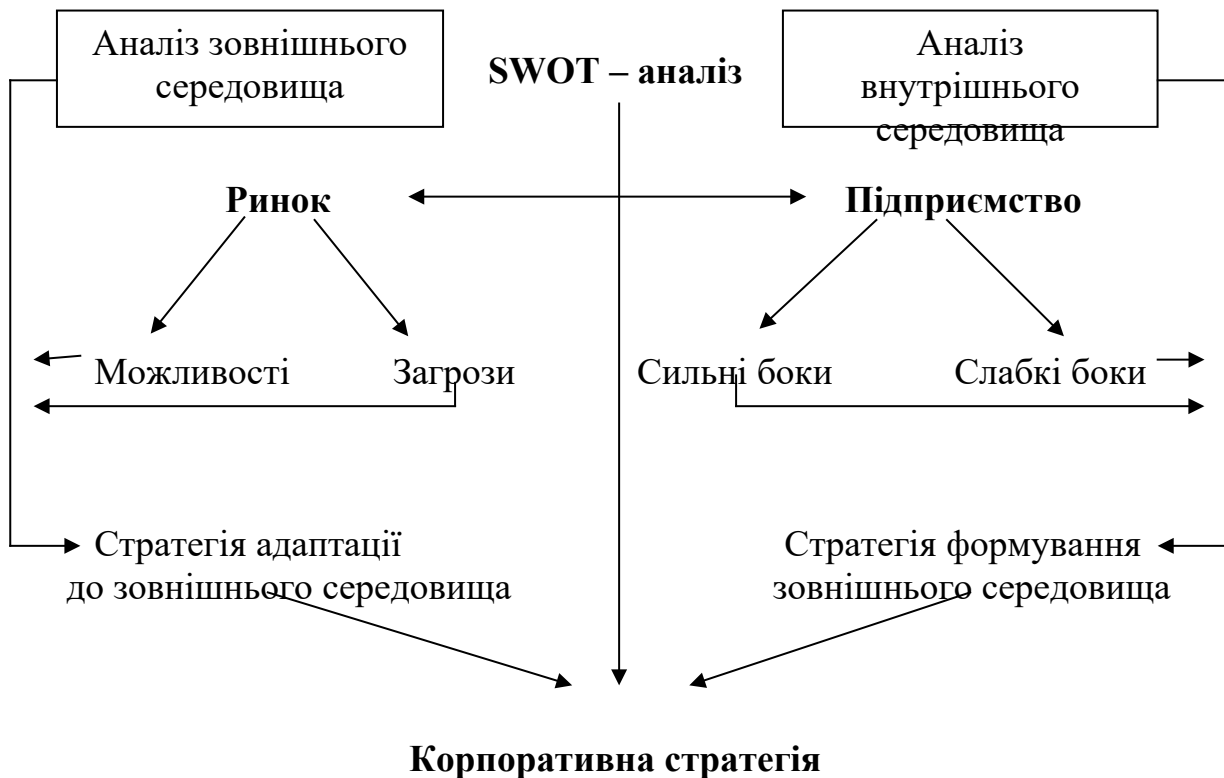 Аналіз зовнішнього
середовища
SWOT – аналіз
Аналіз
внутрішнього
середовища
Ринок
Підприємство
Можливості
Загрози
Сильні боки
Слабкі боки
Стратегія адаптації
до зовнішнього середовища
Стратегія формування
зовнішнього середовища
Корпоративна стратегія